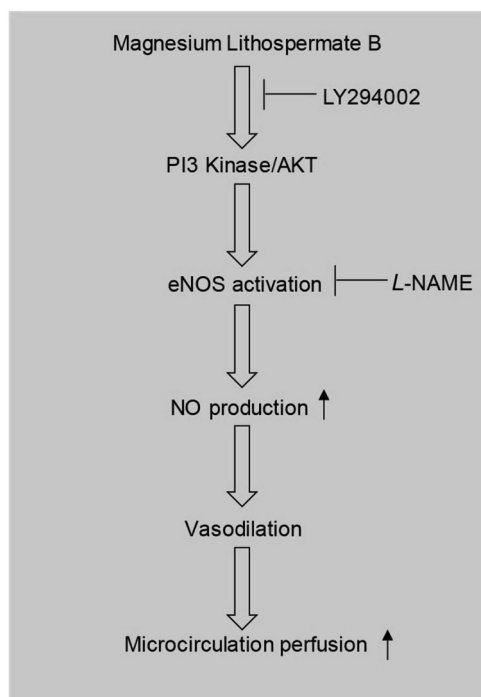 Magnesium Lithospermate B
LY294002
PI3 Kinase/AKT
eNOS activation
L-NAME
NO production
Vasodilation
Microcirculation perfusion